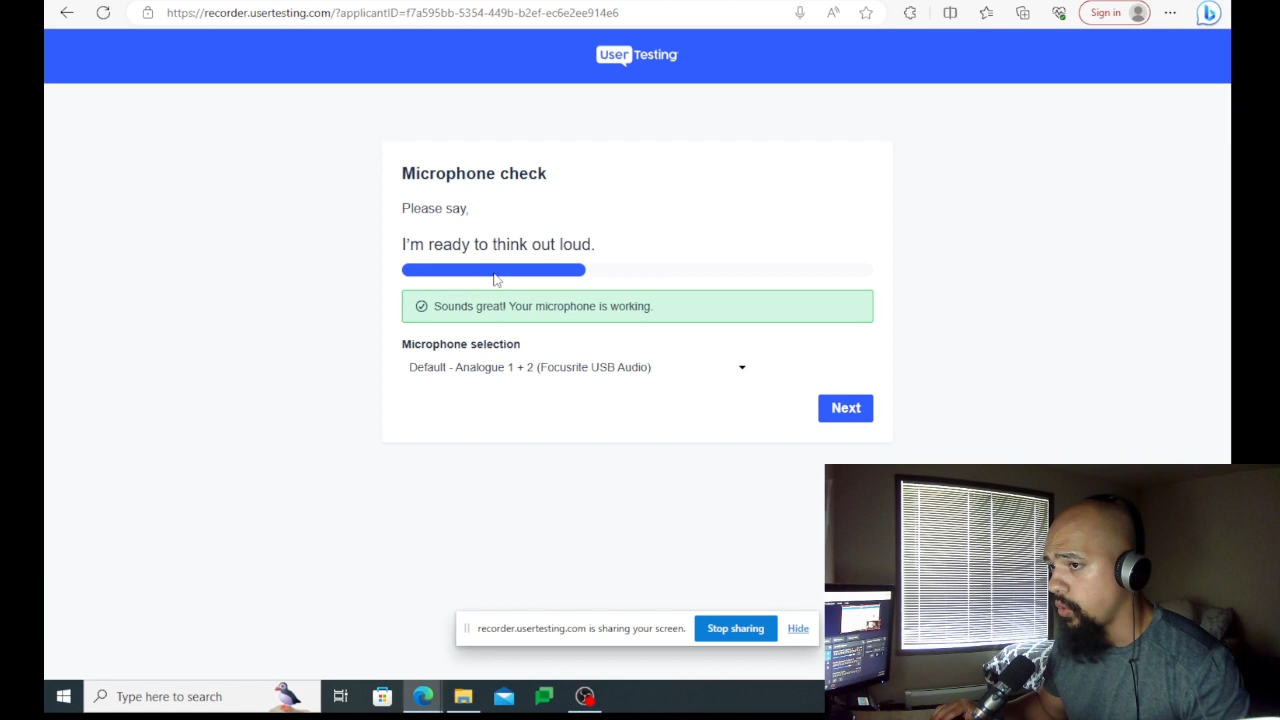 https://recorder.usertesting.com/?applicantID=f7a595bb-5354-449b-b2ef-ec6e2ee914e6
Sign in
User Testing
Microphone check
Please say,
I'm ready to think out loud.
Sounds great! Your microphone is working.
Microphone selection
Default - Analogue 1 + 2 (Focusrite USB Audio)
Next
recorder.usertesting.com is sharing your screen.
Stop sharing
Hide
Type here to search